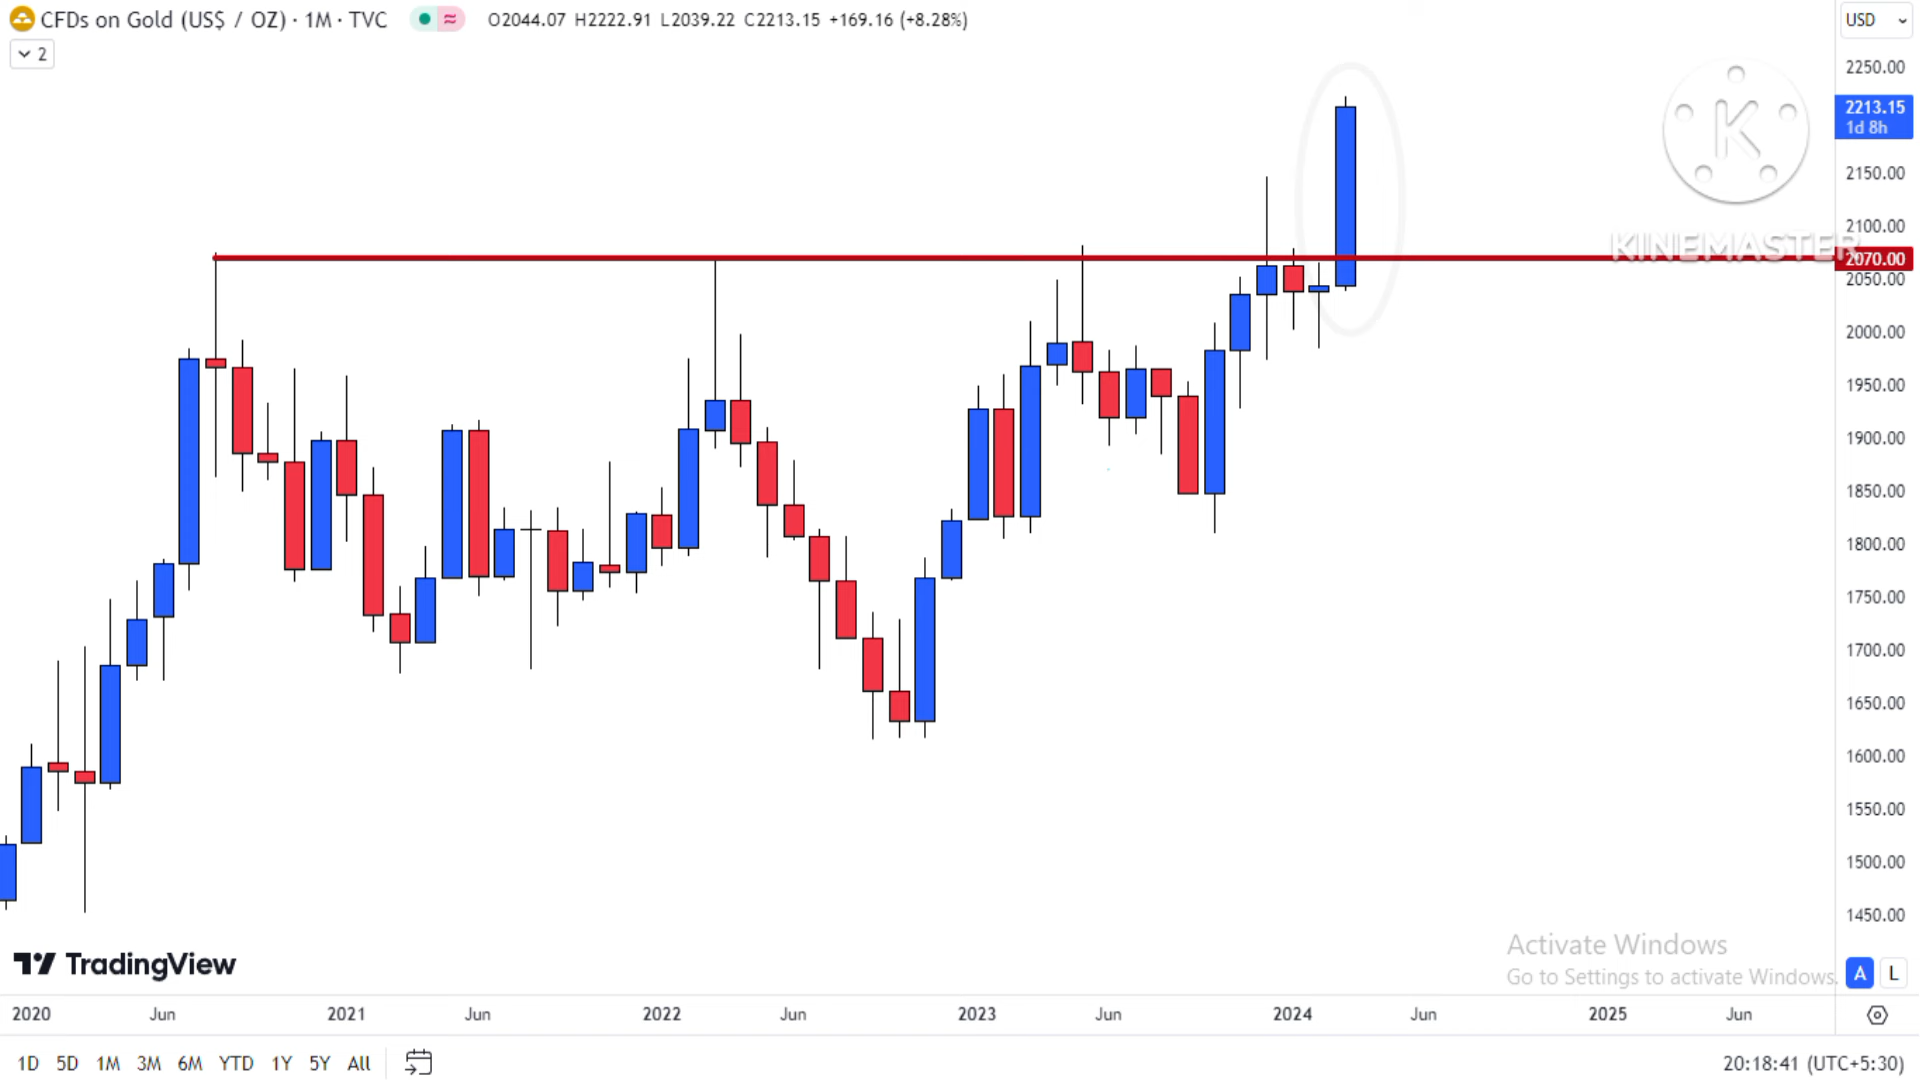 CFDs on Gold (US$ / OZ) · 1M · TVC ≈ O2044.07 H2222.91 L2039.22 C2213.15 +169.16 (+8.28%)
USD
2
2250.00
2213.15
1d 8h
K
2150.00
2100.00
KINEMASTER
2070.00
2050.00
2000.00
1950.00
1900.00
1850.00
1800.00
1750.00
1700.00
1650.00
1600.00
1550.00
1500.00
1450.00
Activate Windows
Go to Settings to activate Windows.
TradingView
A L
2020 Jun 2021 Jun 2022 Jun 2023 Jun 2024 Jun 2025 Jun
1D 5D 1M 3M 6M YTD 1Y 5Y All
20:18:41 (UTC+5:30)